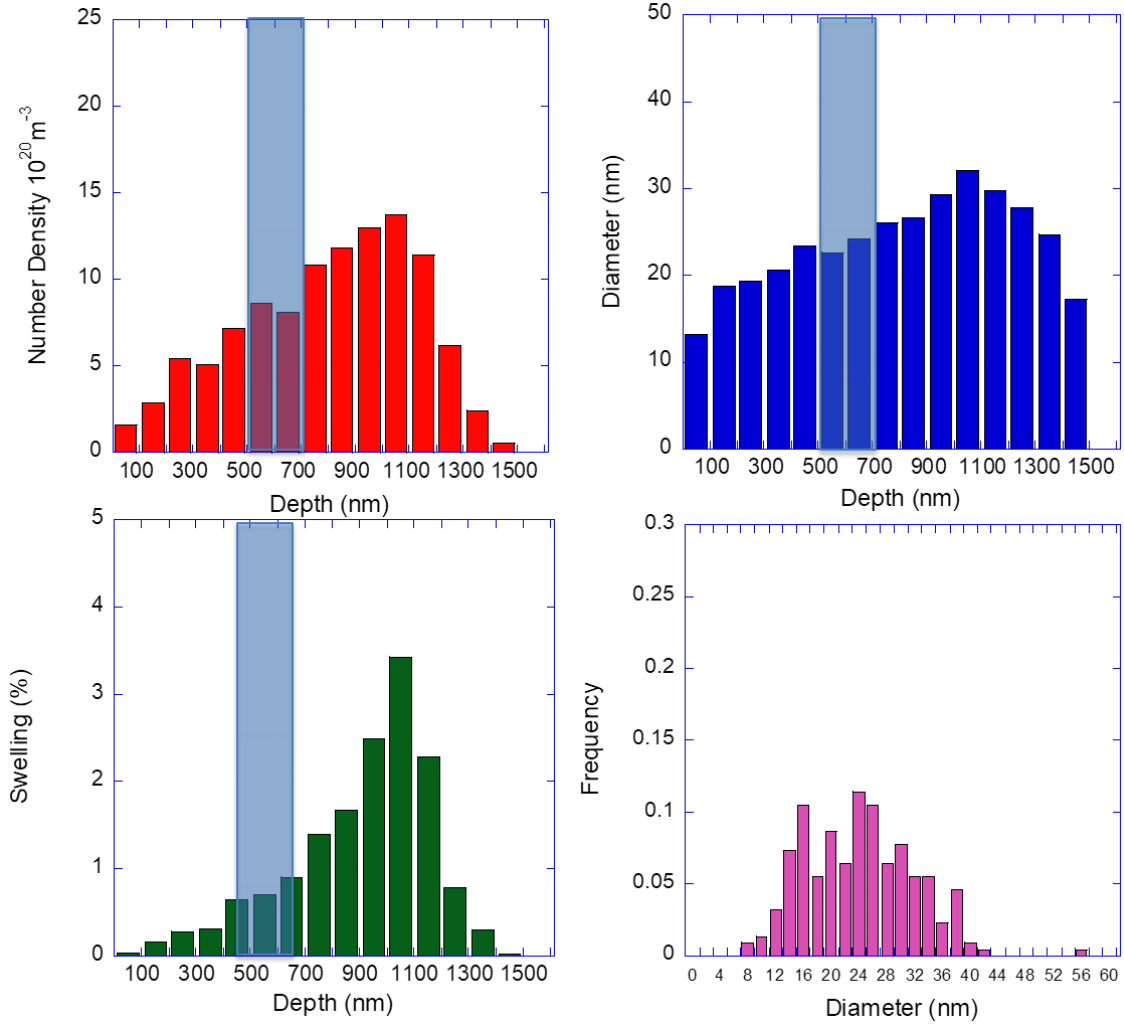 Number Density 10²⁰m⁻³
25
20
15
10
5
0
100 300 500 700 900 1100 1300 1500
Depth (nm)
Diameter (nm)
50
40
30
20
10
0
100 300 500 700 900 1100 1300 1500
Depth (nm)
Swelling (%)
5
4
3
2
1
0
100 300 500 700 900 1100 1300 1500
Depth (nm)
Frequency
0.3
0.25
0.2
0.15
0.1
0.05
0
0 4 8 12 16 20 24 28 32 36 40 44 48 52 56 60
Diameter (nm)